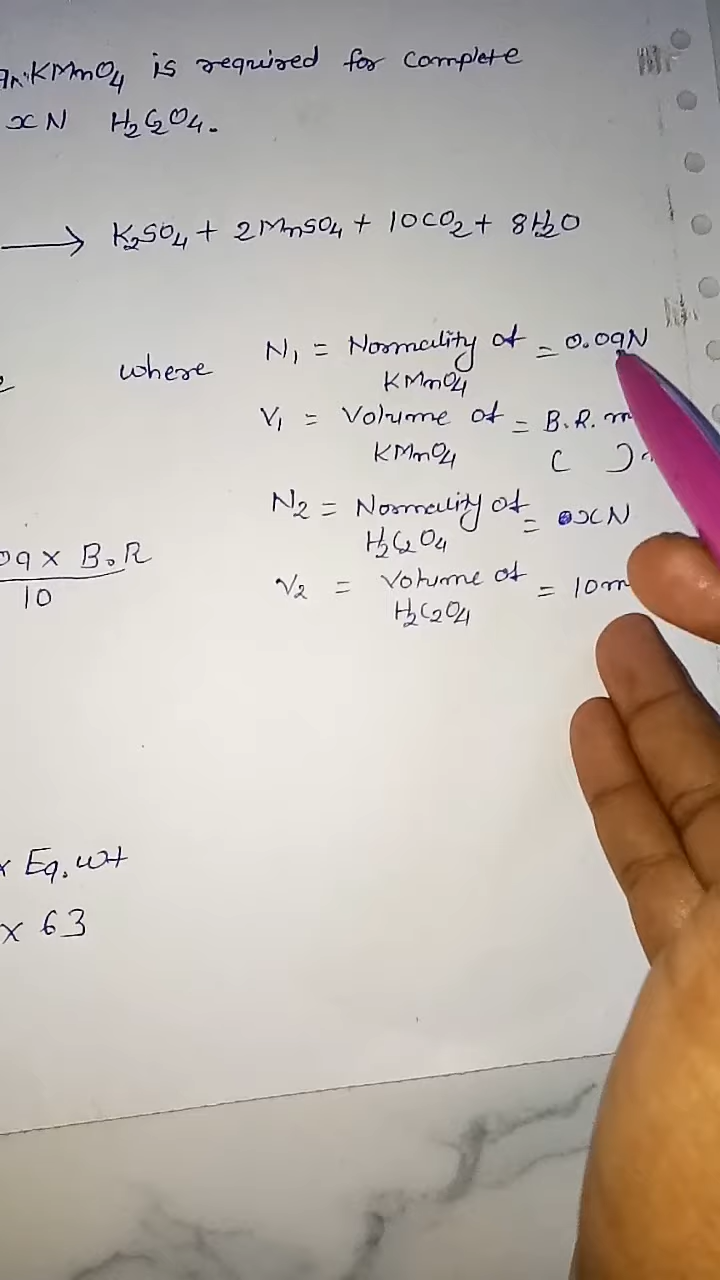 KMnO4 is required for complete
xN H2C2O4.
→ K2SO4 + 2MnSO4 + 10CO2 + 8H2O
where N1 = Normality of KMnO4 = 0.09N
V1 = Volume of KMnO4 = B.R. m
( )
N2 = Normality of H2C2O4 = xN
09 x B.R
10
V2 = Volume of H2C2O4 = 10m
x Eq. wt
x 63